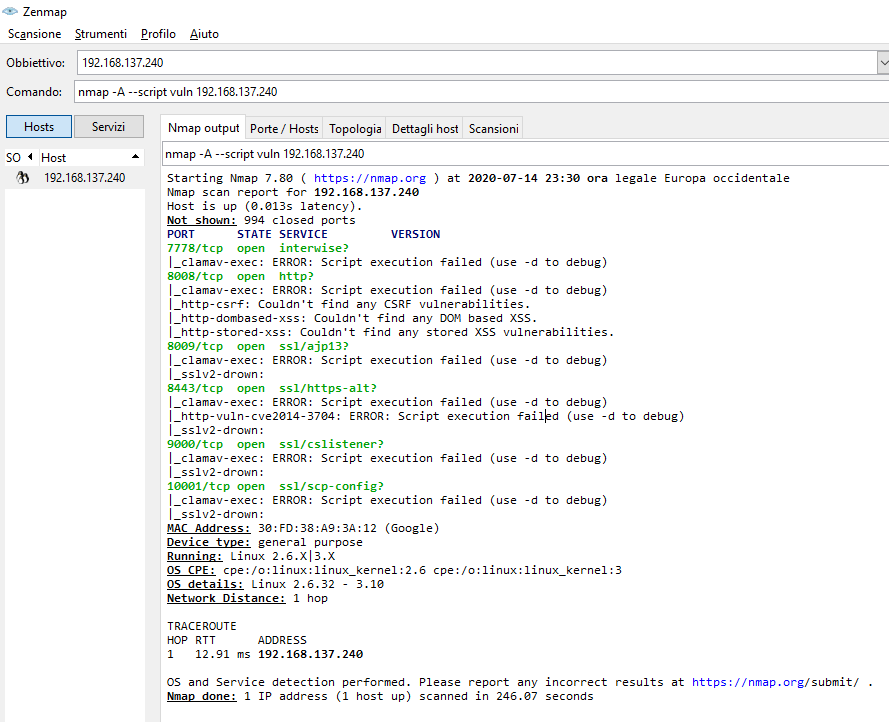 Zenmap
Scansione Strumenti Profilo Aiuto
Obbiettivo: 192.168.137.240
Comando: nmap -A --script vuln 192.168.137.240
Hosts Servizi
Nmap output Porte / Hosts Topologia Dettagli host Scansioni
SO Host
192.168.137.240
nmap -A --script vuln 192.168.137.240
Starting Nmap 7.80 ( https://nmap.org ) at 2020-07-14 23:30 ora legale Europa occidentale
Nmap scan report for 192.168.137.240
Host is up (0.013s latency).
Not shown: 994 closed ports
PORT      STATE SERVICE             VERSION
7778/tcp  open  interwise?
|_clamav-exec: ERROR: Script execution failed (use -d to debug)
8008/tcp  open  http?
|_clamav-exec: ERROR: Script execution failed (use -d to debug)
|_http-csrf: Couldn't find any CSRF vulnerabilities.
|_http-dombased-xss: Couldn't find any DOM based XSS.
|_http-stored-xss: Couldn't find any stored XSS vulnerabilities.
8009/tcp  open  ssl/ajp13?
|_clamav-exec: ERROR: Script execution failed (use -d to debug)
|_sslv2-drown:
8443/tcp  open  ssl/https-alt?
|_clamav-exec: ERROR: Script execution failed (use -d to debug)
|_http-vuln-cve2014-3704: ERROR: Script execution failed (use -d to debug)
|_sslv2-drown:
9000/tcp  open  ssl/cslistener?
|_clamav-exec: ERROR: Script execution failed (use -d to debug)
|_sslv2-drown:
10001/tcp open  ssl/scp-config?
|_clamav-exec: ERROR: Script execution failed (use -d to debug)
|_sslv2-drown:
MAC Address: 30:FD:38:A9:3A:12 (Google)
Device type: general purpose
Running: Linux 2.6.X|3.X
OS CPE: cpe:/o:linux:linux_kernel:2.6 cpe:/o:linux:linux_kernel:3
OS details: Linux 2.6.32 - 3.10
Network Distance: 1 hop
TRACEROUTE
HOP RTT      ADDRESS
1   12.91 ms 192.168.137.240
OS and Service detection performed. Please report any incorrect results at https://nmap.org/submit/ .
Nmap done: 1 IP address (1 host up) scanned in 246.07 seconds